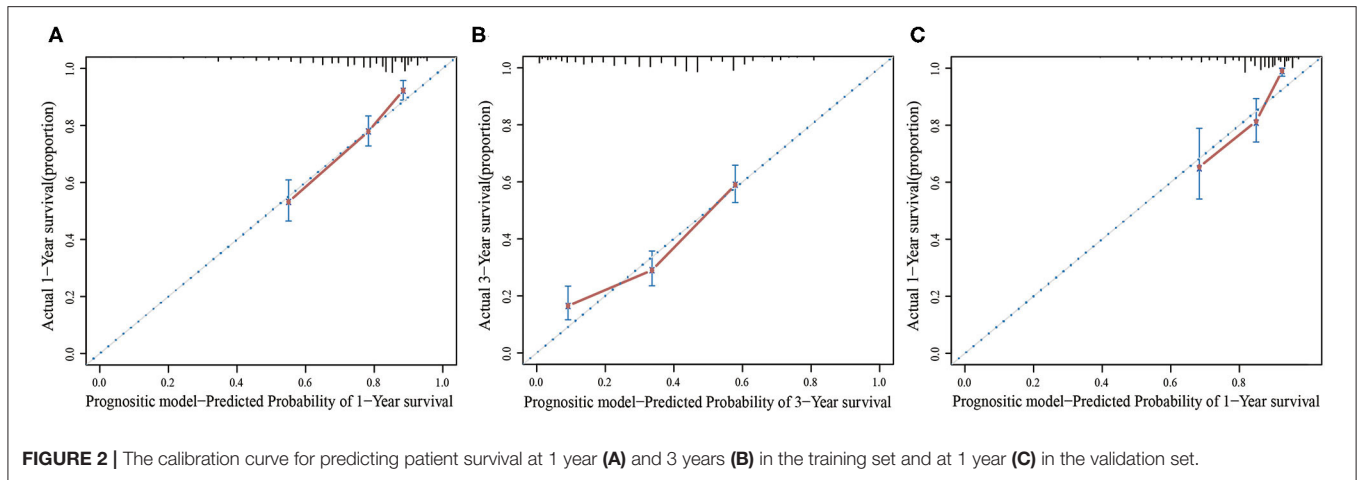 A
B
C
Actual 1−Year survival(proportion)
1.0
0.8
0.6
0.4
0.2
0.0
0.0 0.2 0.4 0.6 0.8 1.0
Prognositic model−Predicted Probability of 1−Year survival
Actual 3−Year survival(proportion)
1.0
0.8
0.6
0.4
0.2
0.0
0.0 0.2 0.4 0.6 0.8 1.0
Prognositic model−Predicted Probability of 3−Year survival
Actual 1−Year survival(proportion)
1.0
0.8
0.6
0.4
0.2
0.0
0.0 0.2 0.4 0.6 0.8
Prognositic model−Predicted Probability of 1−Year survival
FIGURE 2 | The calibration curve for predicting patient survival at 1 year (A) and 3 years (B) in the training set and at 1 year (C) in the validation set.